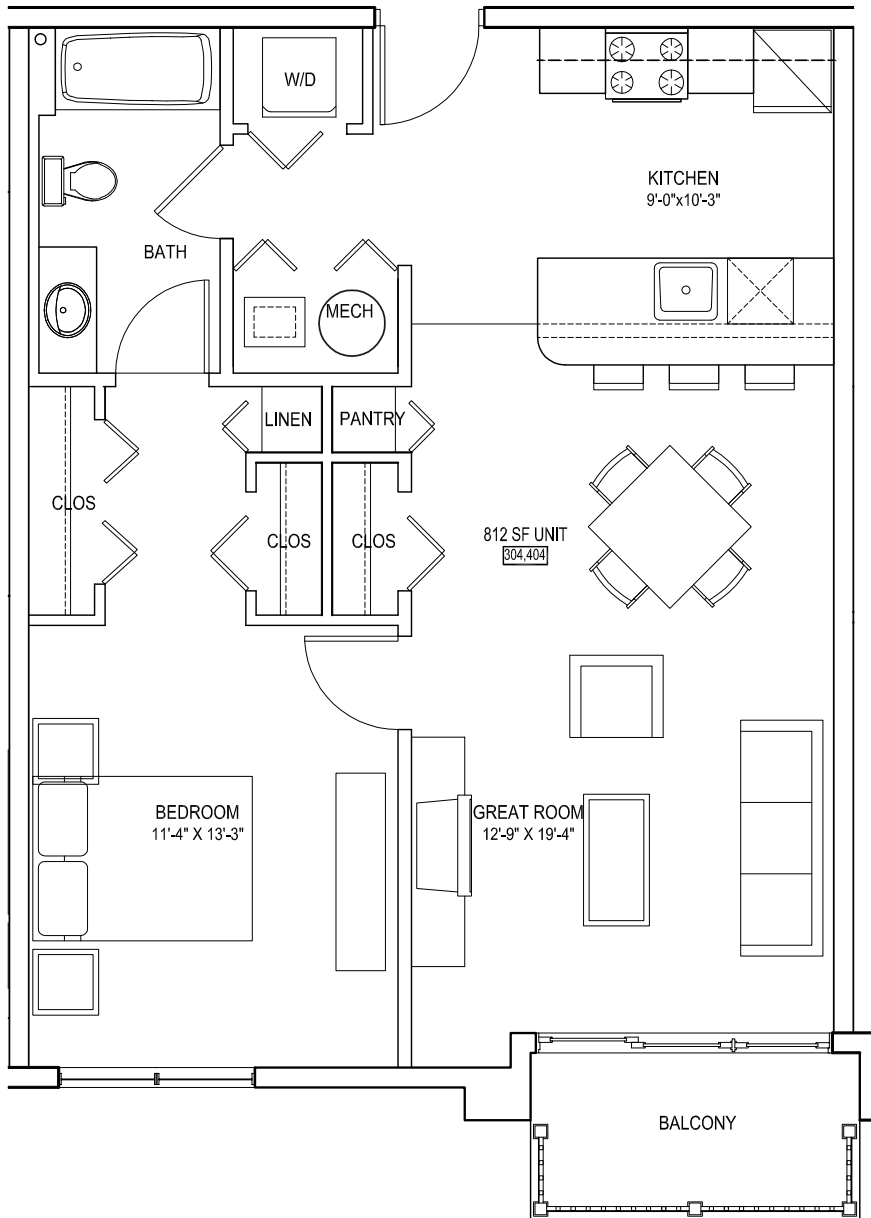 W/D
KITCHEN
9'-0"x10'-3"
BATH
MECH
LINEN
PANTRY
CLOS
CLOS
CLOS
812 SF UNIT
304,404
BEDROOM
11'-4" X 13'-3"
GREAT ROOM
12'-9" X 19'-4"
BALCONY